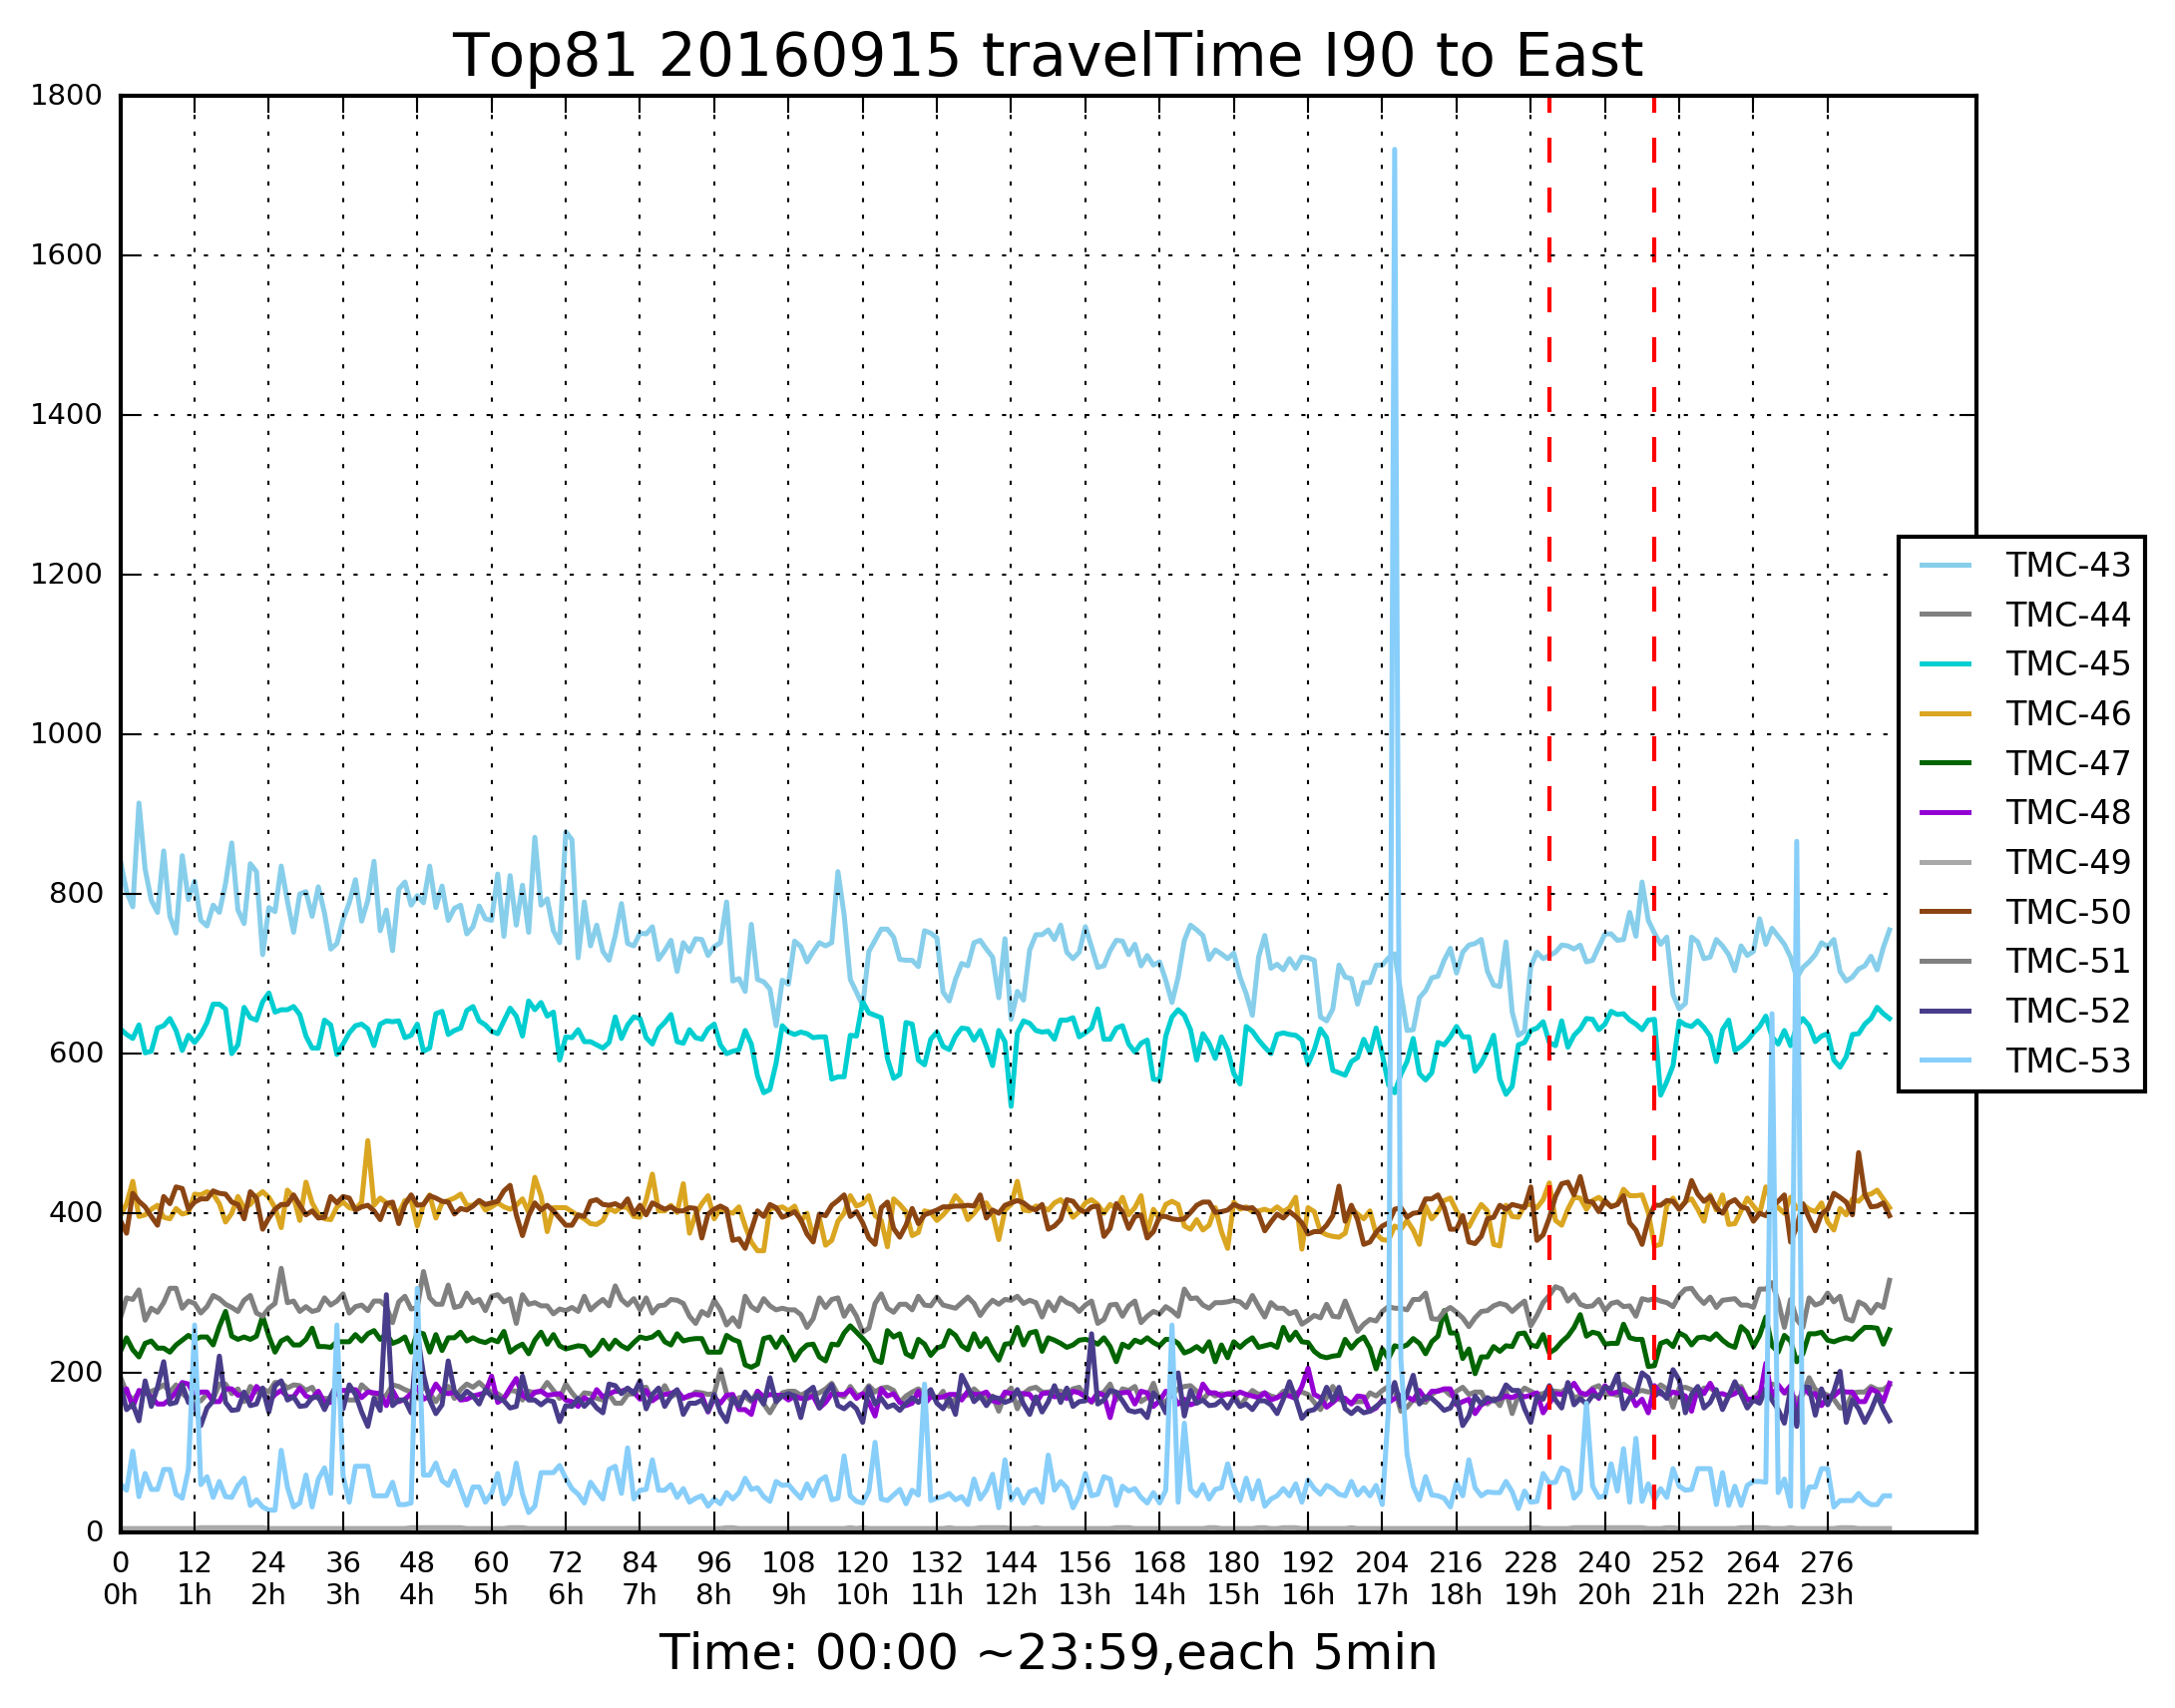 Top81 20160915 travelTime I90 to East
1800
1600
1400
1200
1000
800
600
400
200
0
TMC-43
TMC-44
TMC-45
TMC-46
TMC-47
TMC-48
TMC-49
TMC-50
TMC-51
TMC-52
TMC-53
0 12 24 36 48 60 72 84 96 108 120 132 144 156 168 180 192 204 216 228 240 252 264 276
0h 1h 2h 3h 4h 5h 6h 7h 8h 9h 10h 11h 12h 13h 14h 15h 16h 17h 18h 19h 20h 21h 22h 23h
Time: 00:00 ~23:59,each 5min